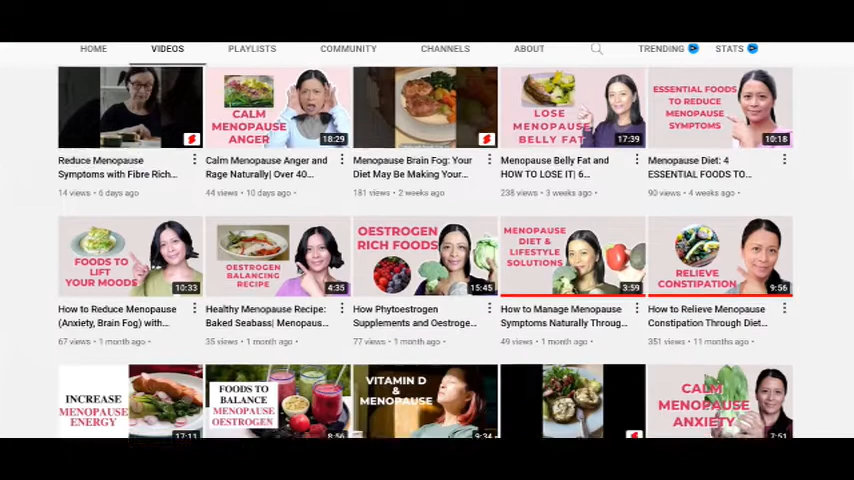 HOME VIDEOS PLAYLISTS COMMUNITY CHANNELS ABOUT TRENDING STATS
CALM
MENOPAUSE
ANGER
18:29
LOSE
MENOPAUSE
BELLY FAT
17:39
ESSENTIAL FOODS
TO REDUCE
MENOPAUSE
SYMPTOMS
10:18
Reduce Menopause
Symptoms with Fibre Rich...
14 views • 6 days ago
Calm Menopause Anger and
Rage Naturally| Over 40...
44 views • 10 days ago
Menopause Brain Fog: Your
Diet May Be Making Your...
181 views • 2 weeks ago
Menopause Belly Fat and
HOW TO LOSE IT| 6...
238 views • 3 weeks ago
Menopause Diet: 4
ESSENTIAL FOODS TO...
90 views • 4 weeks ago
FOODS TO
LIFT
YOUR MOODS
10:33
OESTROGEN
BALANCING
RECIPE
4:35
OESTROGEN
RICH FOODS
15:45
MENOPAUSE
DIET &
LIFESTYLE
SOLUTIONS
3:59
RELIEVE
CONSTIPATION
9:56
How to Reduce Menopause
(Anxiety, Brain Fog) with...
67 views • 1 month ago
Healthy Menopause Recipe:
Baked Seabass| Menopaus...
35 views • 1 month ago
How Phytoestrogen
Supplements and Oestroge...
77 views • 1 month ago
How to Manage Menopause
Symptoms Naturally Throug...
49 views • 1 month ago
How to Relieve Menopause
Constipation Through Diet...
351 views • 11 months ago
INCREASE
MENOPAUSE
ENERGY
17:11
FOODS TO
BALANCE
MENOPAUSE
OESTROGEN
8:56
VITAMIN D
&
MENOPAUSE
9:34
CALM
MENOPAUSE
ANXIETY
7:51